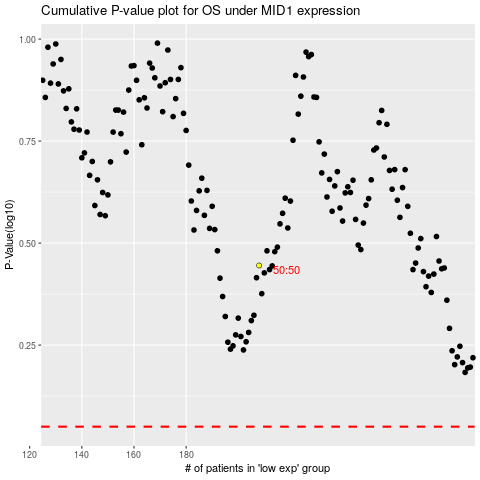 Cumulative P-value plot for OS under MID1 expression
P-Value(log10)
1.00
0.75
0.50
0.25
50:50
120 140 160 180
# of patients in 'low exp' group